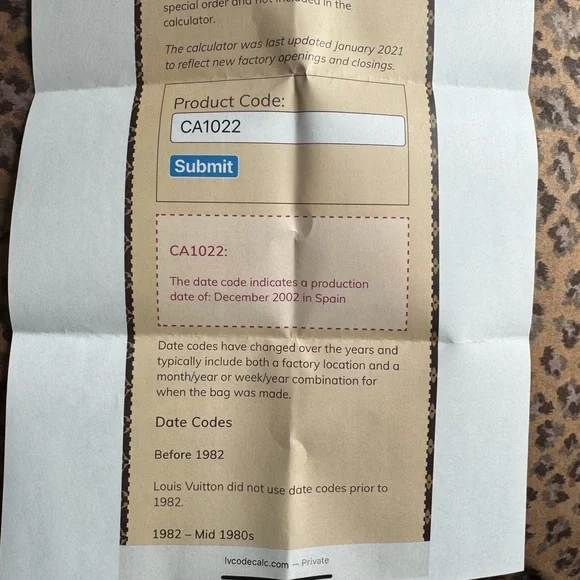 special order and not included in the
calculator.
The calculator was last updated January 2021
to reflect new factory openings and closings.
Product Code:
CA1022
Submit
CA1022:
The date code indicates a production
date of: December 2002 in Spain
Date codes have changed over the years and
typically include both a factory location and a
month/year or week/year combination for
when the bag was made.
Date Codes
Before 1982
Louis Vuitton did not use date codes prior to
1982.
1982 – Mid 1980s
lvcodecalc.com — Private